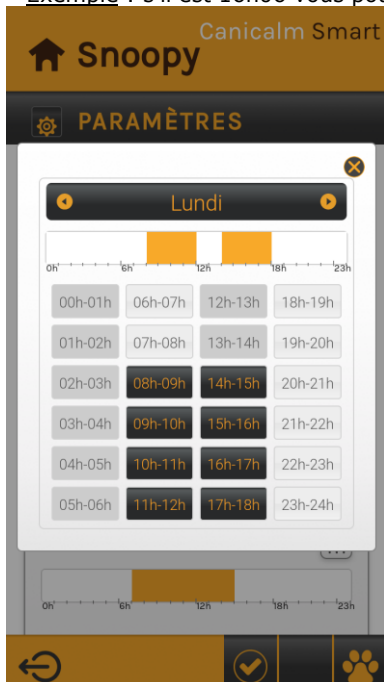 Exemple : S'il est 10h00 vous pou
Canicalm Smart
Snoopy
PARAMÈTRES
Lundi
0h 6h 12h 18h 23h
00h-01h 06h-07h 12h-13h 18h-19h
01h-02h 07h-08h 13h-14h 19h-20h
02h-03h 08h-09h 14h-15h 20h-21h
03h-04h 09h-10h 15h-16h 21h-22h
04h-05h 10h-11h 16h-17h 22h-23h
05h-06h 11h-12h 17h-18h 23h-24h
0h 6h 12h 18h 23h